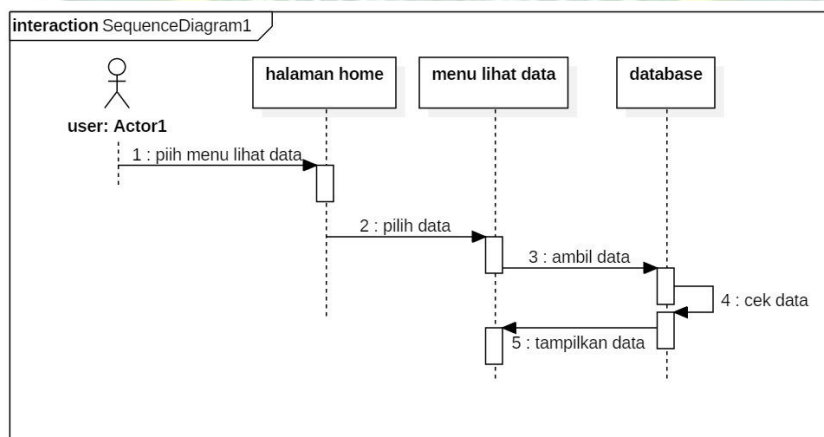 interaction SequenceDiagram1
halaman home
menu lihat data
database
user: Actor1
1 : piih menu lihat data
2 : pilih data
3 : ambil data
4 : cek data
5 : tampilkan data